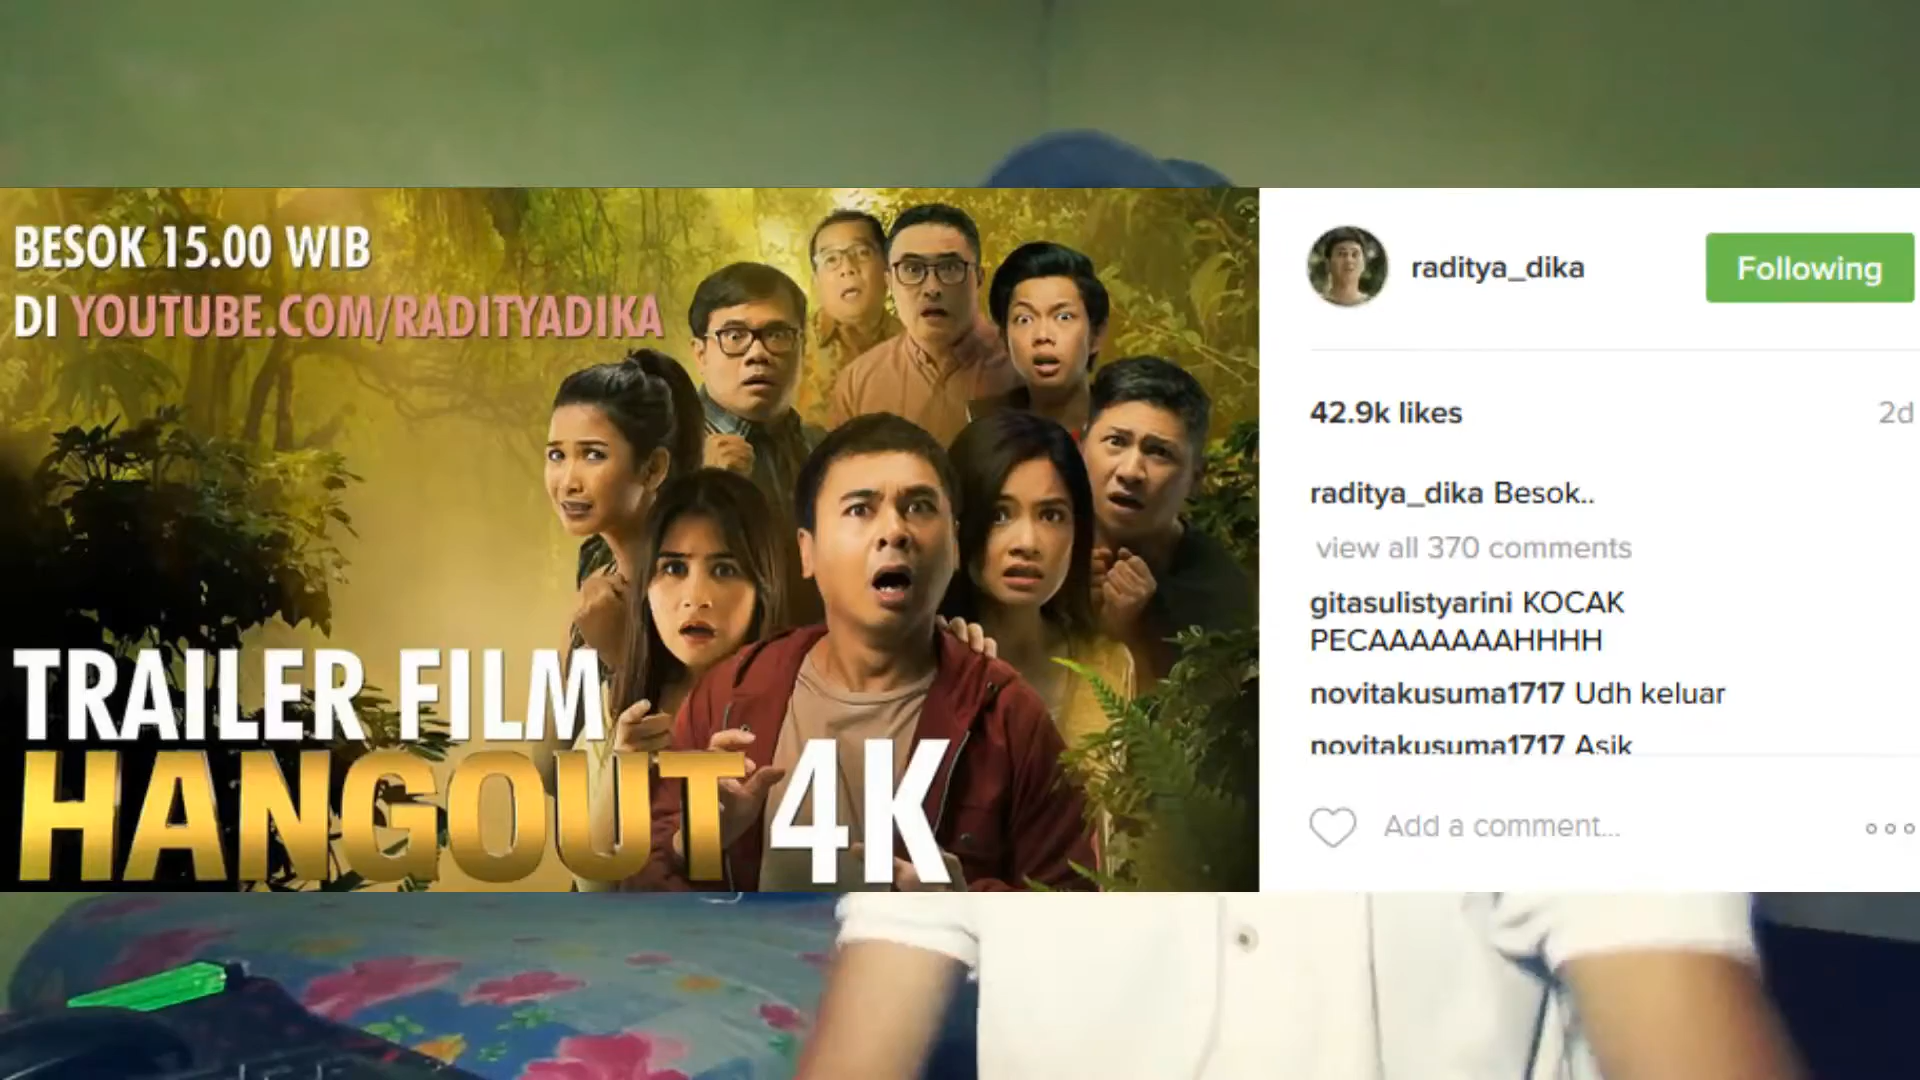 BESOK 15.00 WIB
DI YOUTUBE.COM/RADITYADIKA
TRAILER FILM
HANGOUT 4K
raditya_dika
Following
42.9k likes
2d
raditya_dika Besok..
view all 370 comments
gitasulistyarini KOCAK
PECAAAAAAAHHHH
novitakusuma1717 Udh keluar
novitakusuma1717 Asik
Add a comment...